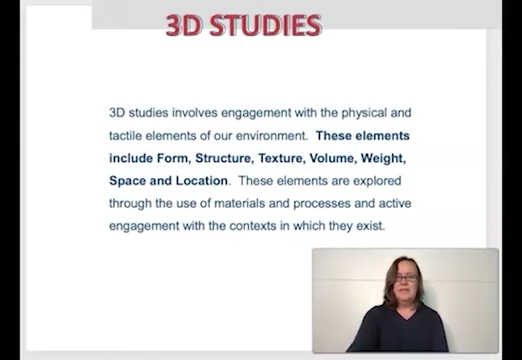 3D STUDIES
3D studies involves engagement with the physical and
tactile elements of our environment. These elements
include Form, Structure, Texture, Volume, Weight,
Space and Location. These elements are explored
through the use of materials and processes and active
engagement with the contexts in which they exist.